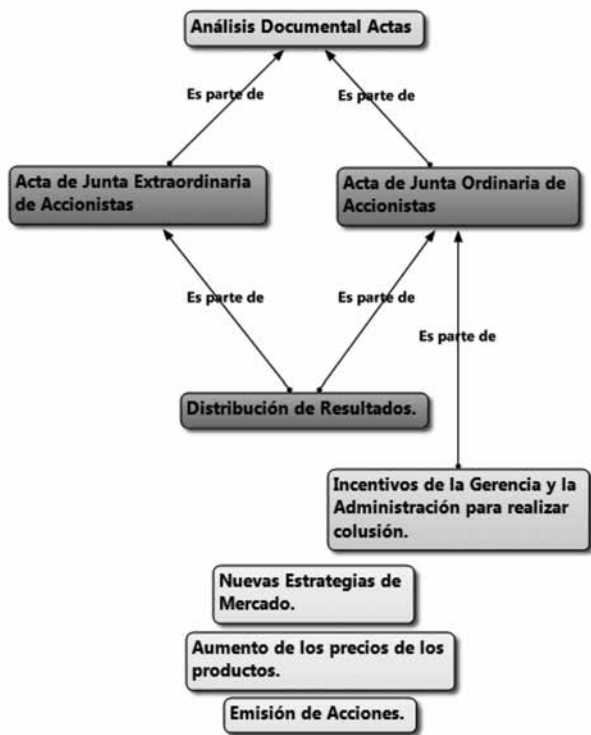 Análisis Documental Actas
Es parte de
Es parte de
Acta de Junta Extraordinaria
de Accionistas
Acta de Junta Ordinaria de
Accionistas
Es parte de
Es parte de
Es parte de
Distribución de Resultados.
Incentivos de la Gerencia y la
Administración para realizar
colusión.
Nuevas Estrategias de
Mercado.
Aumento de los precios de los
productos.
Emisión de Acciones.